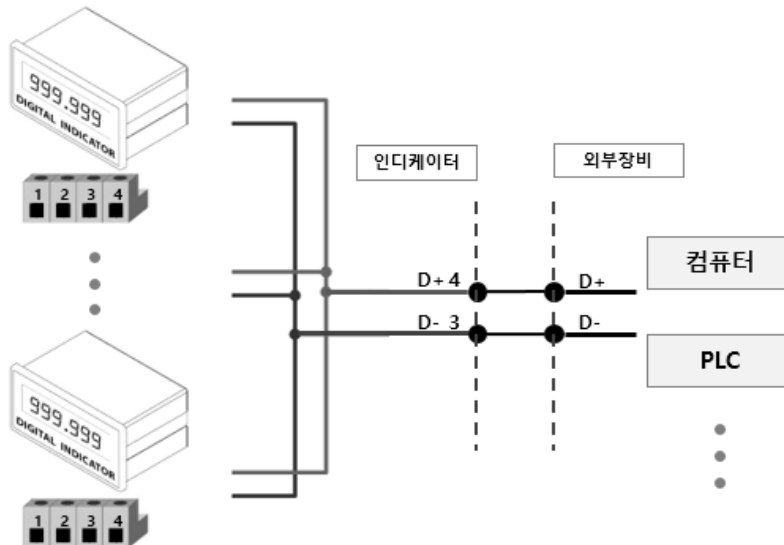 999.999
DIGITAL INDICATOR
1 2 3 4
인디케이터
외부장비
D+ 4
D+
컴퓨터
D- 3
D-
PLC
999.999
DIGITAL INDICATOR
1 2 3 4